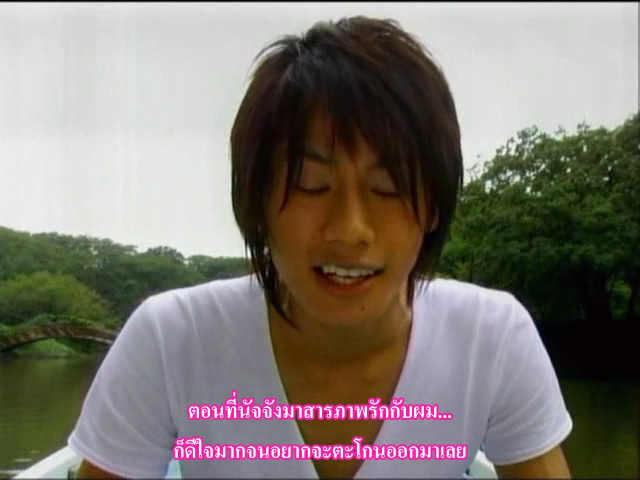 ตอนที่นัจจังมาสารภาพรักกับผม...
ก็ดีใจมากจนอยากจะตะโกนออกมาเลย